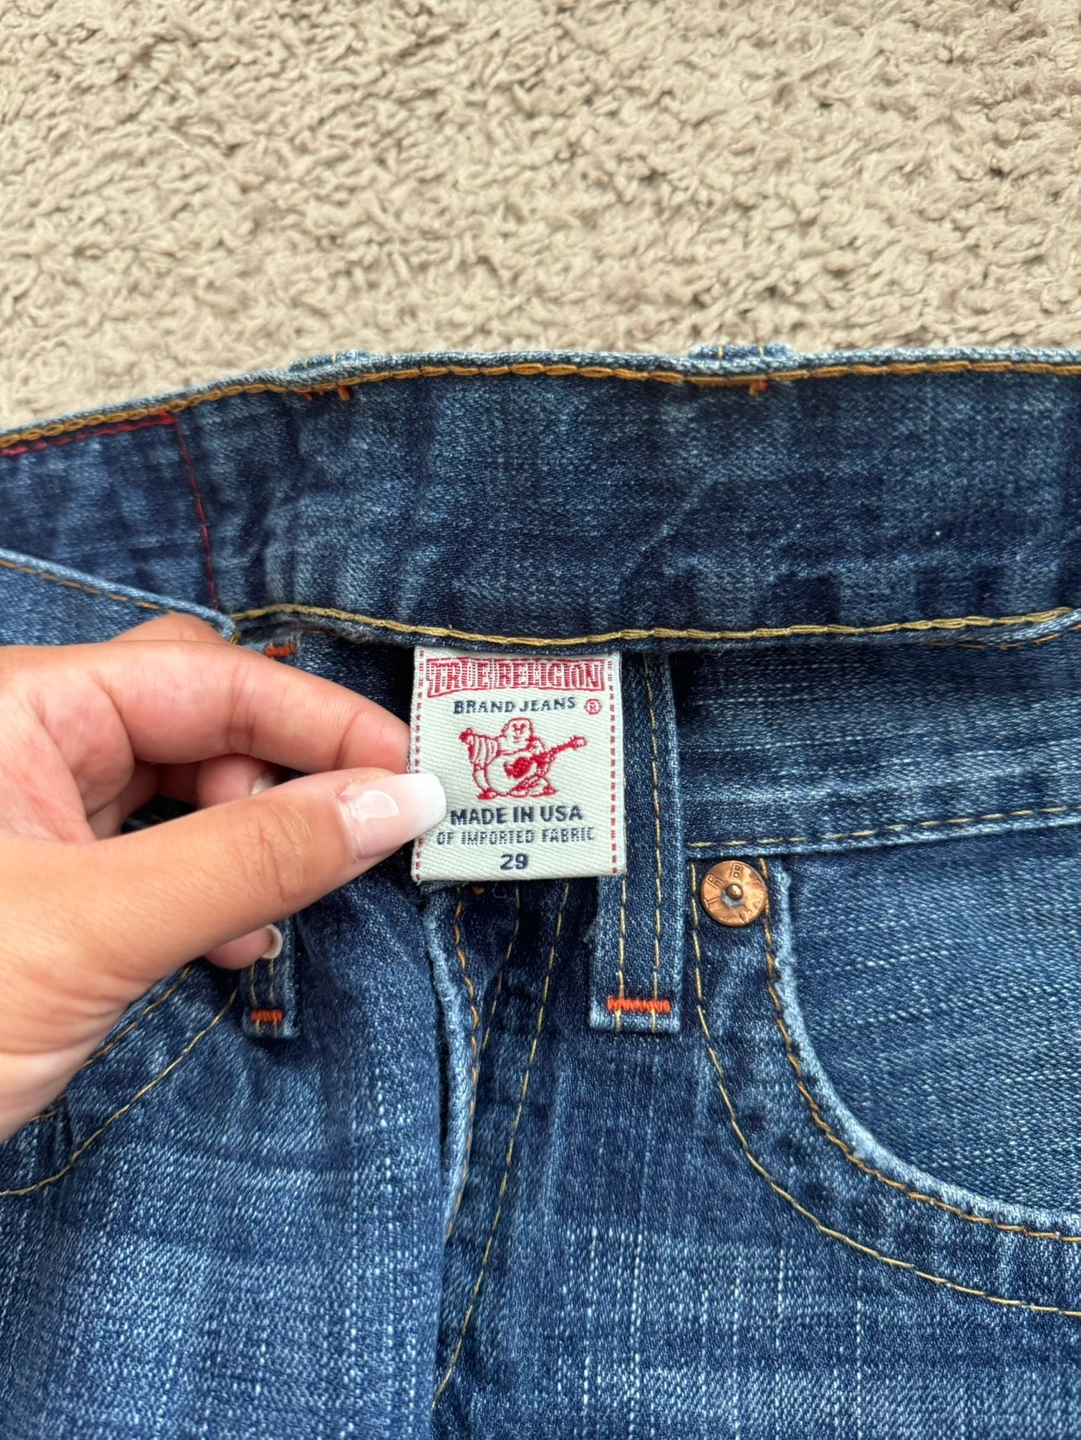 TRUE RELIGION
BRAND JEANS ®
MADE IN USA
OF IMPORTED FABRIC
29